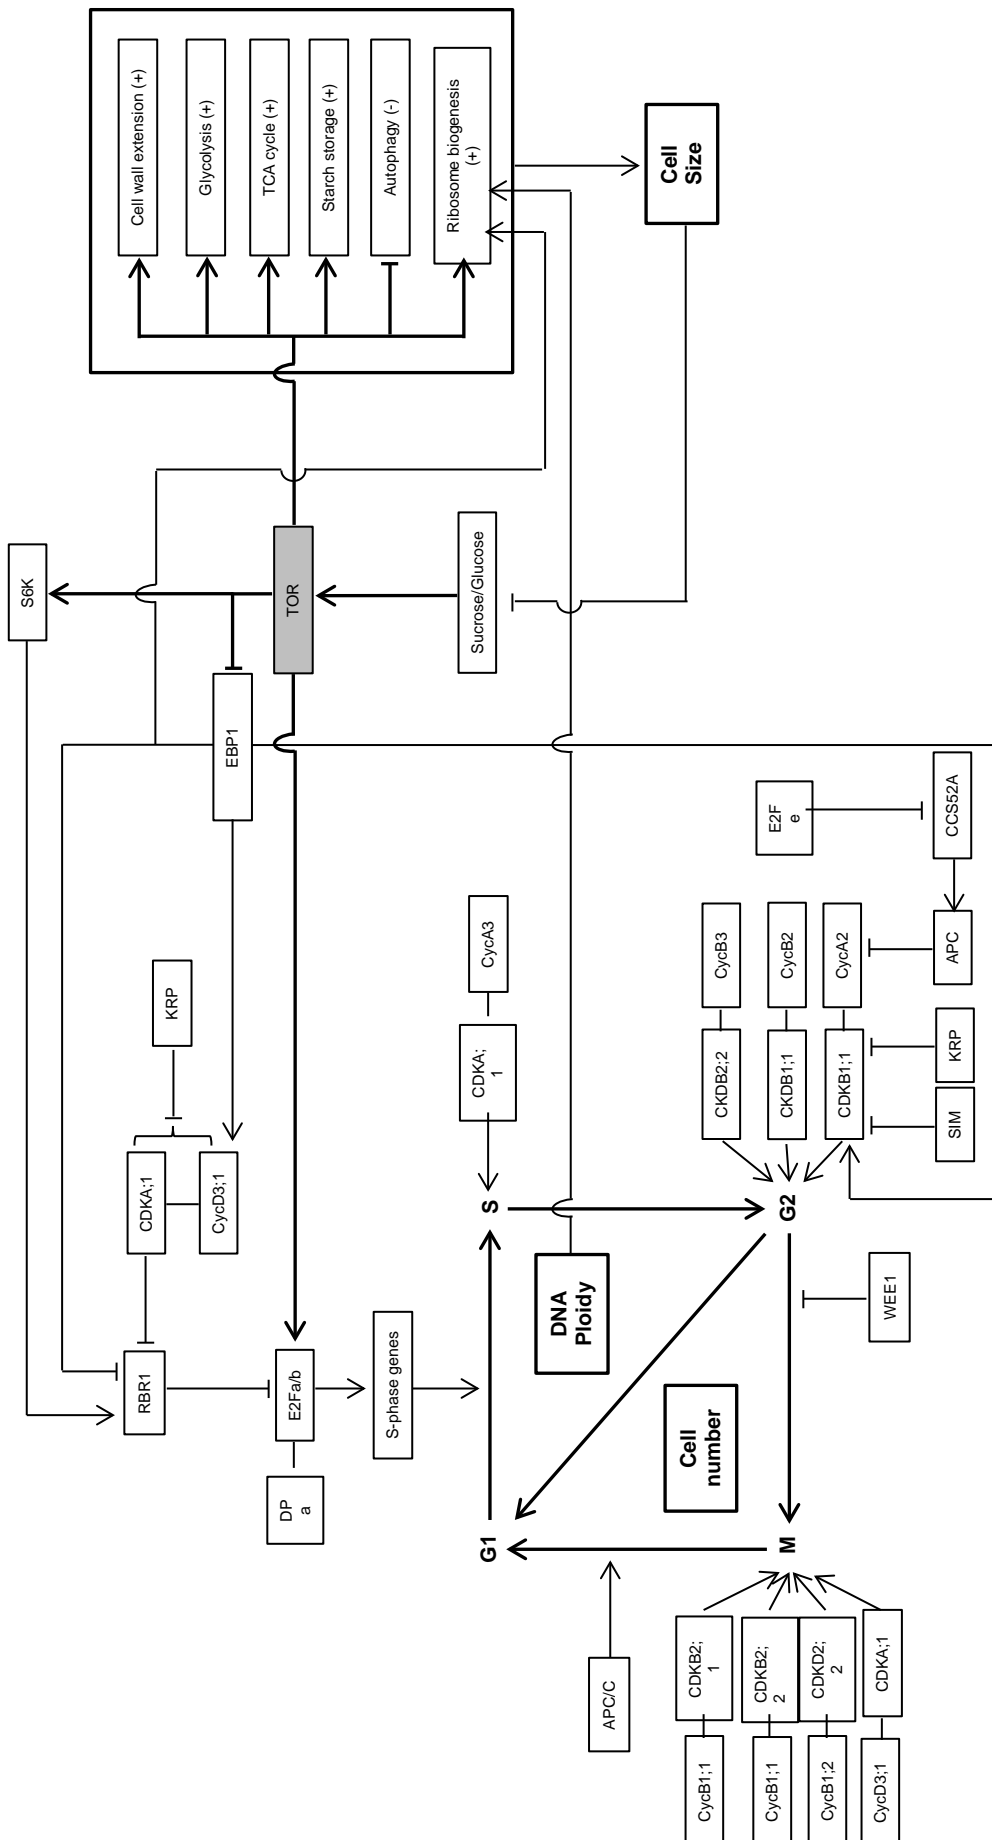 S6K
TOR
Sucrose/Glucose
EBP1
Cell wall extension (+)
Glycolysis (+)
TCA cycle (+)
Starch storage (+)
Autophagy (-)
Ribosome biogenesis
(+)
Cell
Size
KRP
CDKA;1
CycD3;1
RBR1
E2Fa/b
DP
a
S-phase genes
CycA3
CDKA;
1
S
G1
G2
M
DNA
Ploidy
Cell
number
E2F
e
CCS52A
APC
CycB3
CycB2
CycA2
CKDB2;2
CKDB1;1
CDKB1;1
KRP
SIM
WEE1
APC/C
CDKB2;
1
CDKB2;
2
CDKD2;
2
CDKA;1
CycB1;1
CycB1;1
CycB1;2
CycD3;1